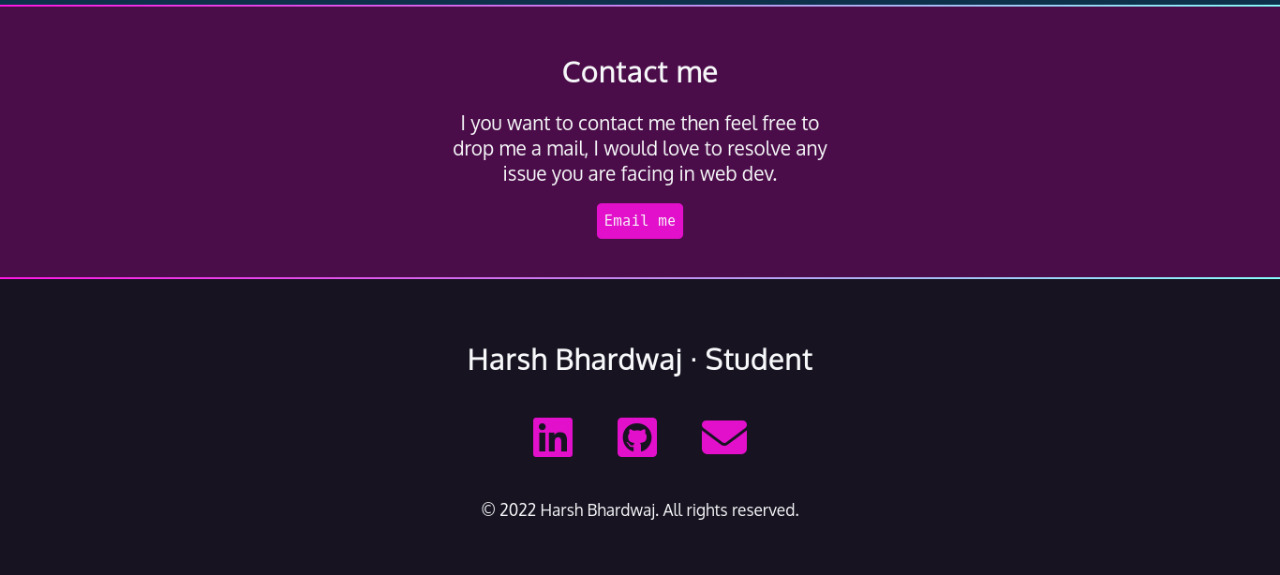 Contact me
I you want to contact me then feel free to
drop me a mail, I would love to resolve any
issue you are facing in web dev.
Email me
Harsh Bhardwaj · Student
in
© 2022 Harsh Bhardwaj. All rights reserved.